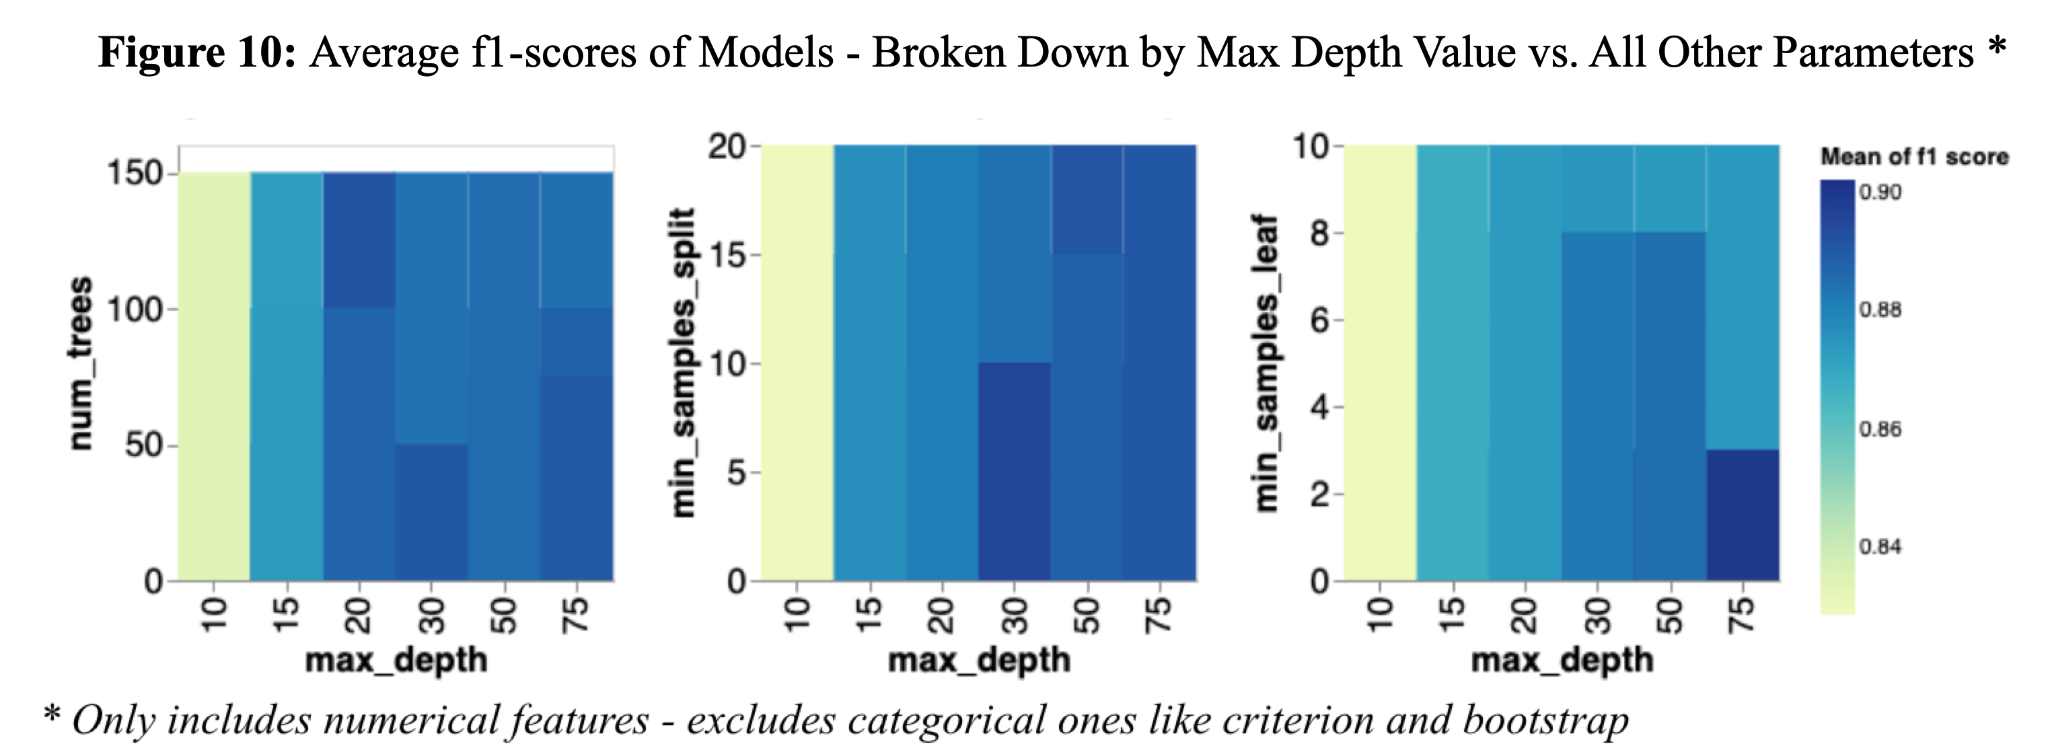 Figure 10: Average f1-scores of Models - Broken Down by Max Depth Value vs. All Other Parameters *
num_trees
150
100
50
0
10 15 20 30 50 75
max_depth
min_samples_split
20
15
10
5
0
10 15 20 30 50 75
max_depth
min_samples_leaf
10
8
6
4
2
0
10 15 20 30 50 75
max_depth
Mean of f1 score
0.90
0.88
0.86
0.84
* Only includes numerical features - excludes categorical ones like criterion and bootstrap